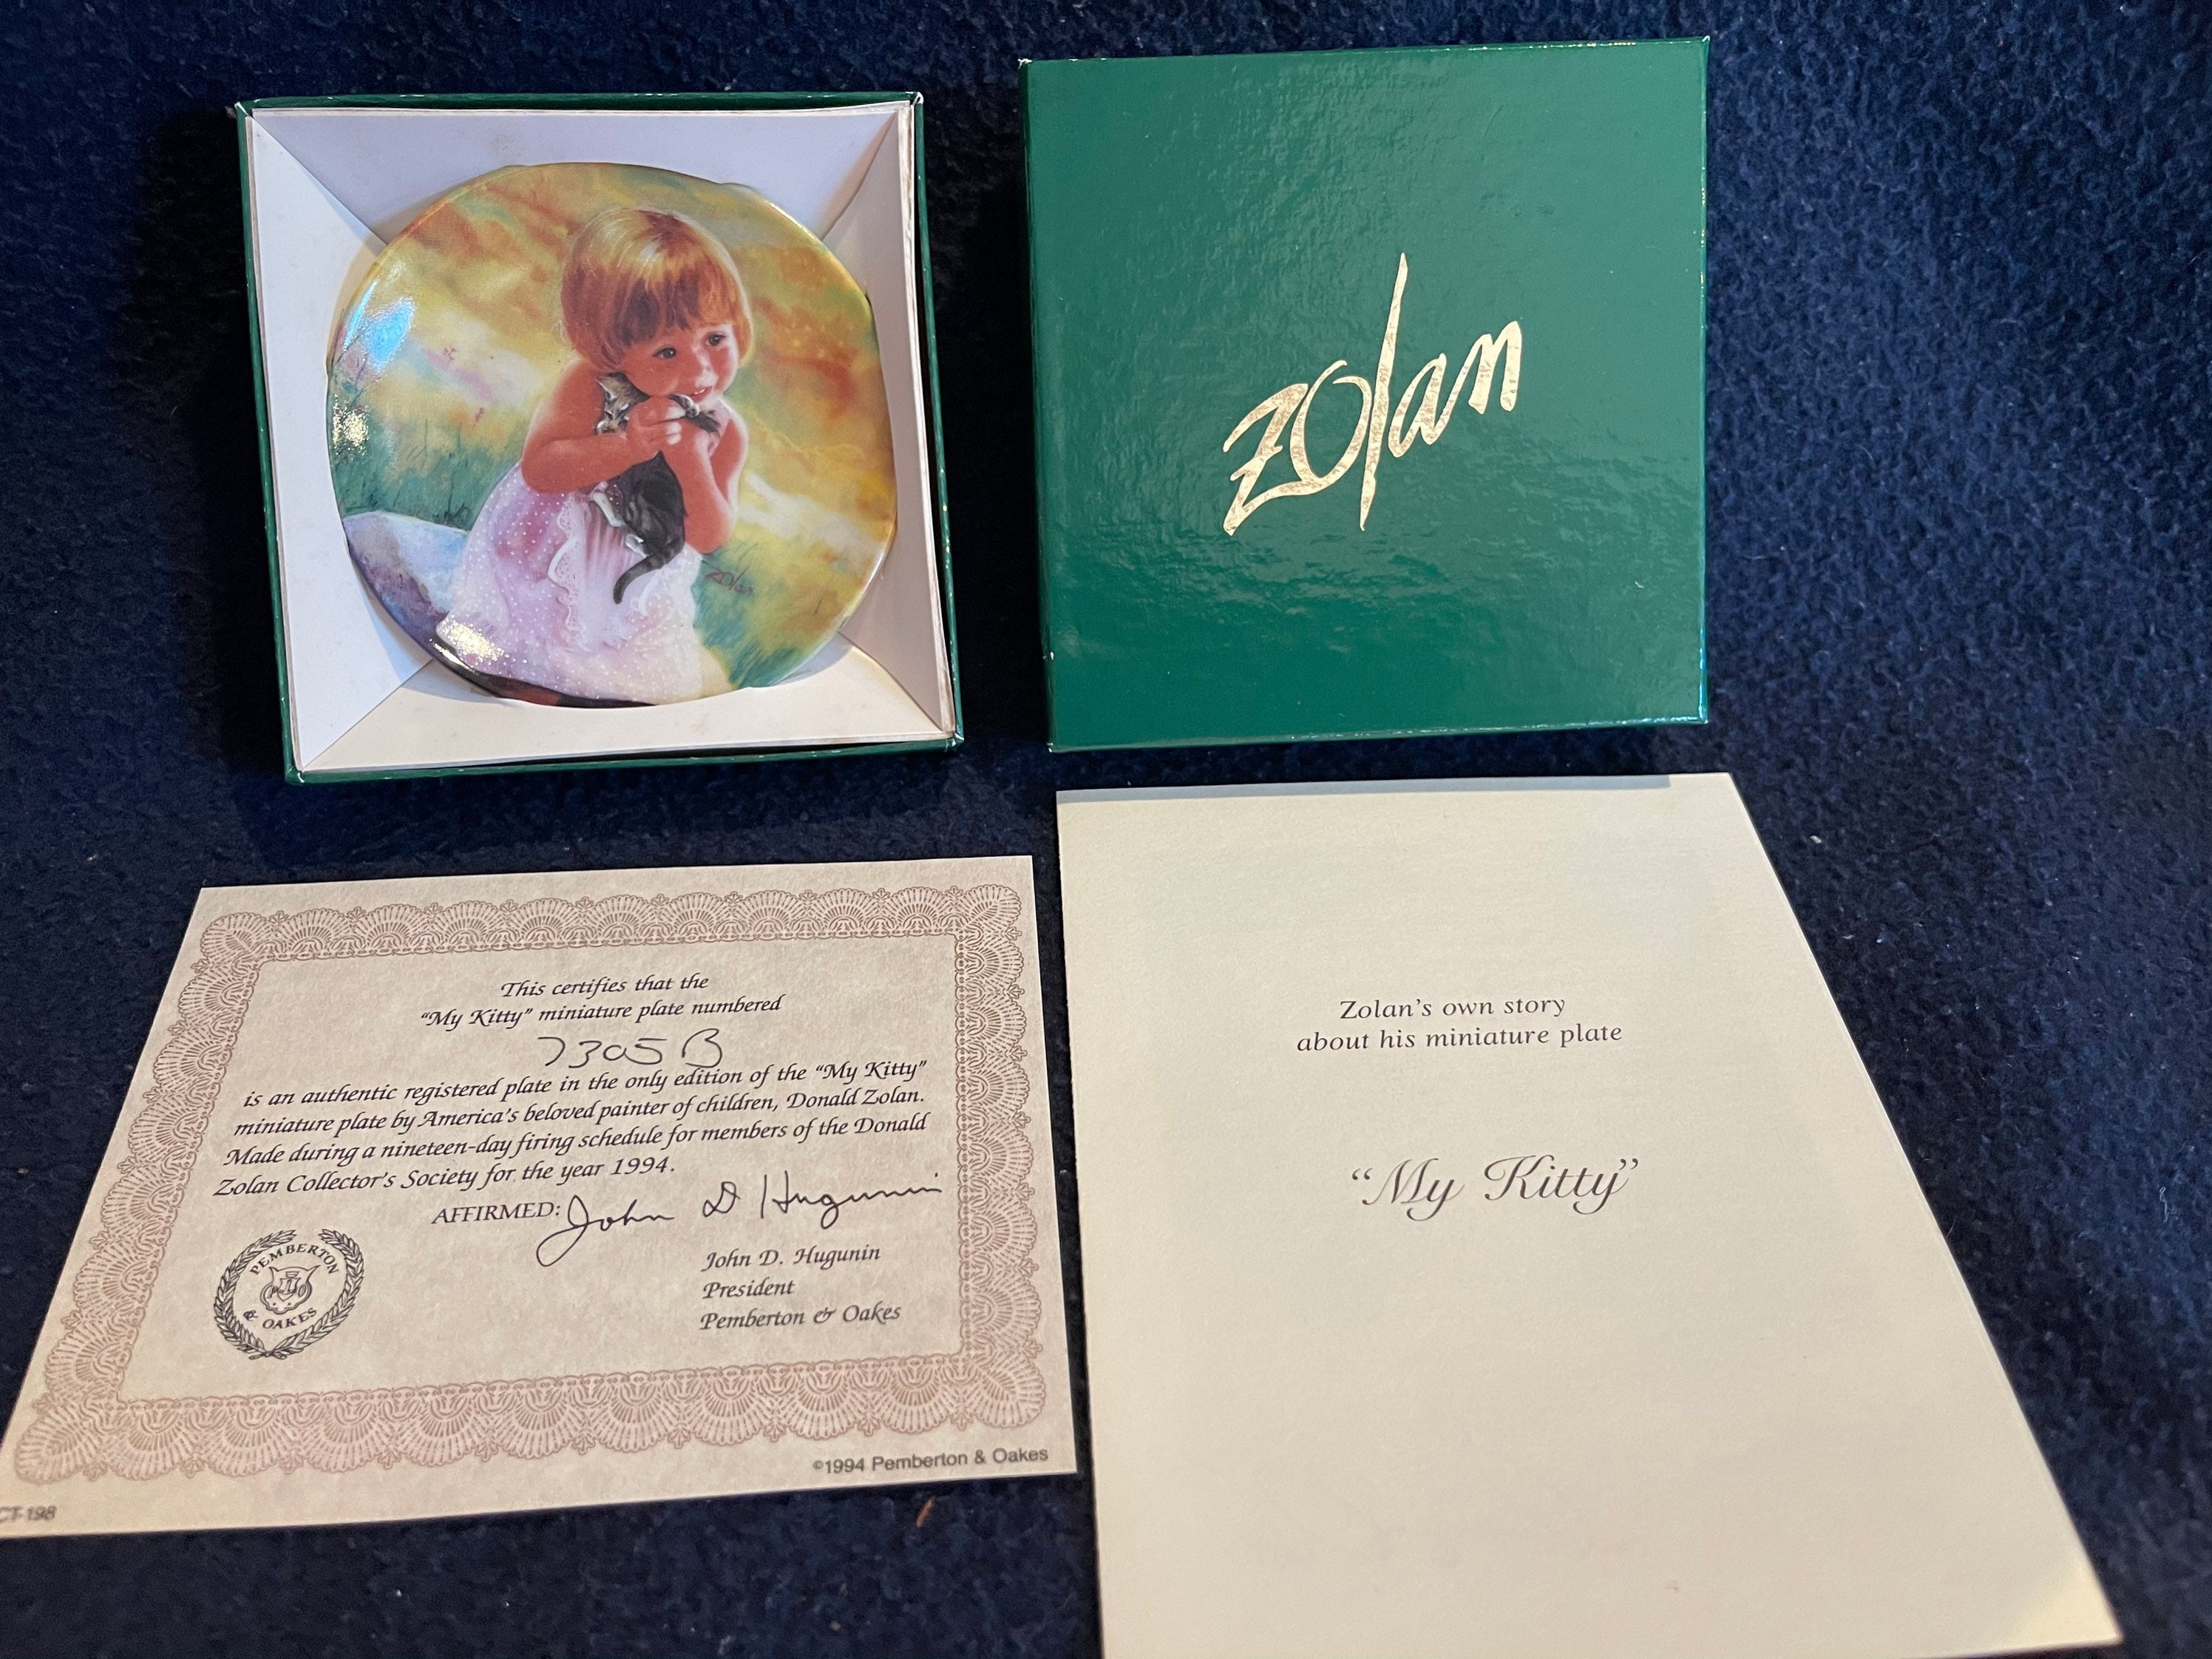 Zolan
Zolan
This certifies that the
“My Kitty” miniature plate numbered
7305 B
is an authentic registered plate in the only edition of the “My Kitty”
miniature plate by America’s beloved painter of children, Donald Zolan.
Made during a nineteen-day firing schedule for members of the Donald
Zolan Collector’s Society for the year 1994.
AFFIRMED: John D Hugunin
John D. Hugunin
President
Pemberton & Oakes
PEMBERTON
& OAKES
©1994 Pemberton & Oakes
CT-198
Zolan’s own story
about his miniature plate
“My Kitty”